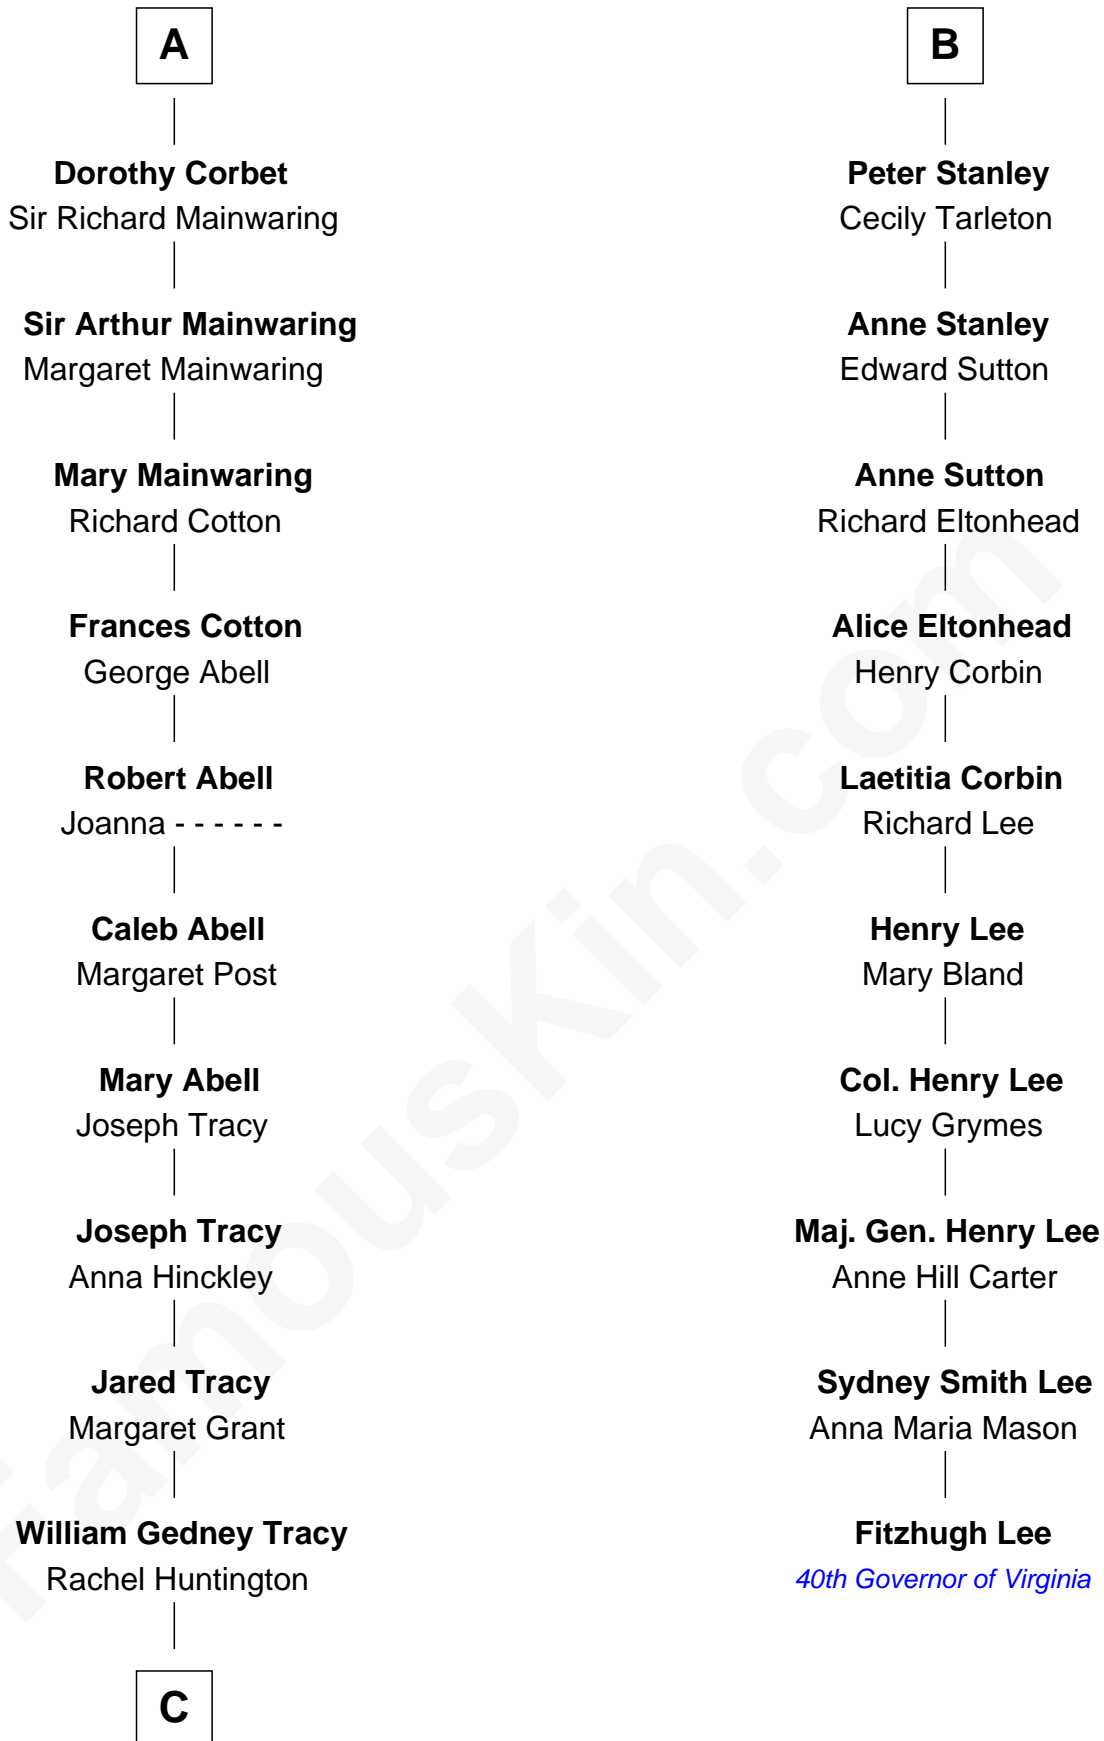 A
Dorothy Corbet
Sir Richard Mainwaring
Sir Arthur Mainwaring
Margaret Mainwaring
Mary Mainwaring
Richard Cotton
Frances Cotton
George Abell
Robert Abell
Joanna - - - - - -
Caleb Abell
Margaret Post
Mary Abell
Joseph Tracy
Joseph Tracy
Anna Hinckley
Jared Tracy
Margaret Grant
William Gedney Tracy
Rachel Huntington
C
B
Peter Stanley
Cecily Tarleton
Anne Stanley
Edward Sutton
Anne Sutton
Richard Eltonhead
Alice Eltonhead
Henry Corbin
Laetitia Corbin
Richard Lee
Henry Lee
Mary Bland
Col. Henry Lee
Lucy Grymes
Maj. Gen. Henry Lee
Anne Hill Carter
Sydney Smith Lee
Anna Maria Mason
Fitzhugh Lee
40th Governor of Virginia
FamousKin.com